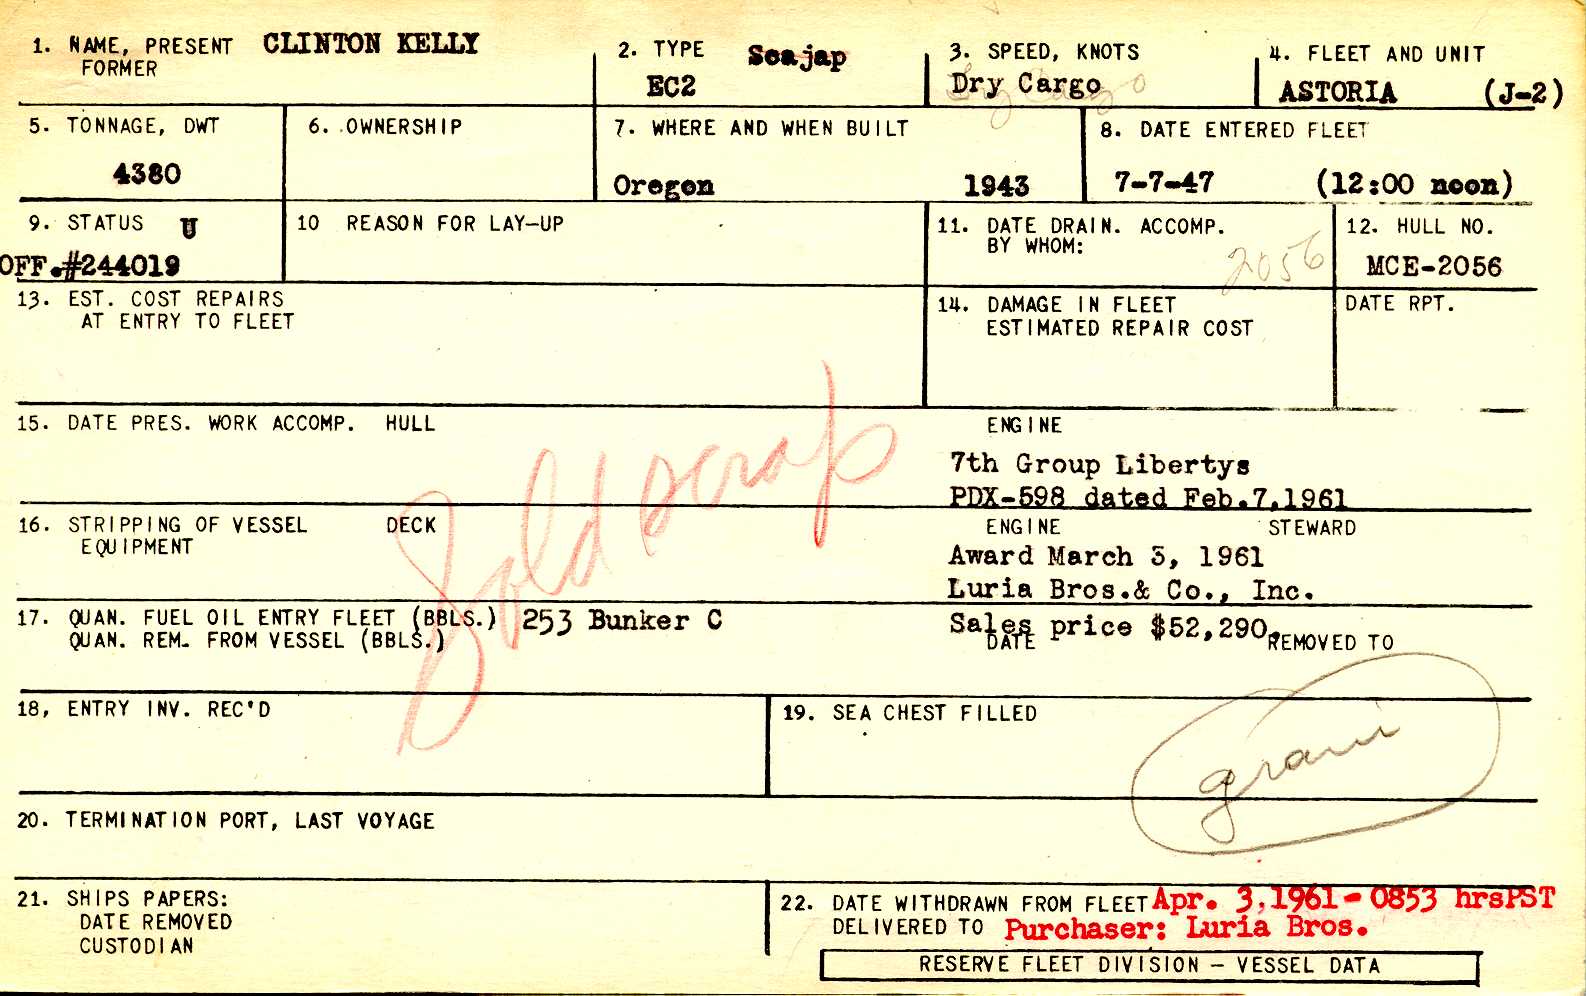 1. NAME, PRESENT CLINTON KELLY
FORMER
2. TYPE Scajap
EC2
3. SPEED, KNOTS
Dry Cargo
4. FLEET AND UNIT
ASTORIA (J-2)
5. TONNAGE, DWT
4380
6. OWNERSHIP
7. WHERE AND WHEN BUILT
Oregon 1943
8. DATE ENTERED FLEET
7-7-47 (12:00 noon)
9. STATUS U
OFF.#244019
10 REASON FOR LAY-UP
11. DATE DRAIN. ACCOMP.
BY WHOM:
2056
12. HULL NO.
MCE-2056
13. EST. COST REPAIRS
AT ENTRY TO FLEET
14. DAMAGE IN FLEET
ESTIMATED REPAIR COST
DATE RPT.
Sold scrap
15. DATE PRES. WORK ACCOMP. HULL
ENGINE
7th Group Libertys
PDX-598 dated Feb.7,1961
16. STRIPPING OF VESSEL DECK
EQUIPMENT
ENGINE STEWARD
Award March 3, 1961
Luria Bros.& Co., Inc.
17. QUAN. FUEL OIL ENTRY FLEET (BBLS.) 253 Bunker C
QUAN. REM. FROM VESSEL (BBLS.)
Sales price $52,290.
DATE REMOVED TO
18, ENTRY INV. REC'D
19. SEA CHEST FILLED
20. TERMINATION PORT, LAST VOYAGE
21. SHIPS PAPERS:
DATE REMOVED
CUSTODIAN
22. DATE WITHDRAWN FROM FLEET Apr. 3,1961-0853 hrsPST
DELIVERED TO Purchaser: Luria Bros.
RESERVE FLEET DIVISION - VESSEL DATA